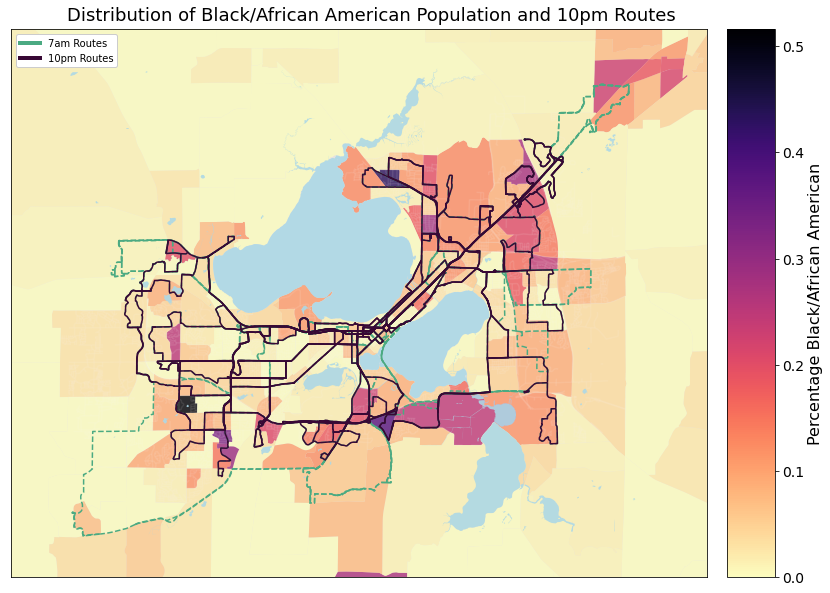 Distribution of Black/African American Population and 10pm Routes
7am Routes
10pm Routes
0.5
0.4
0.3
0.2
0.1
0.0
Percentage Black/African American